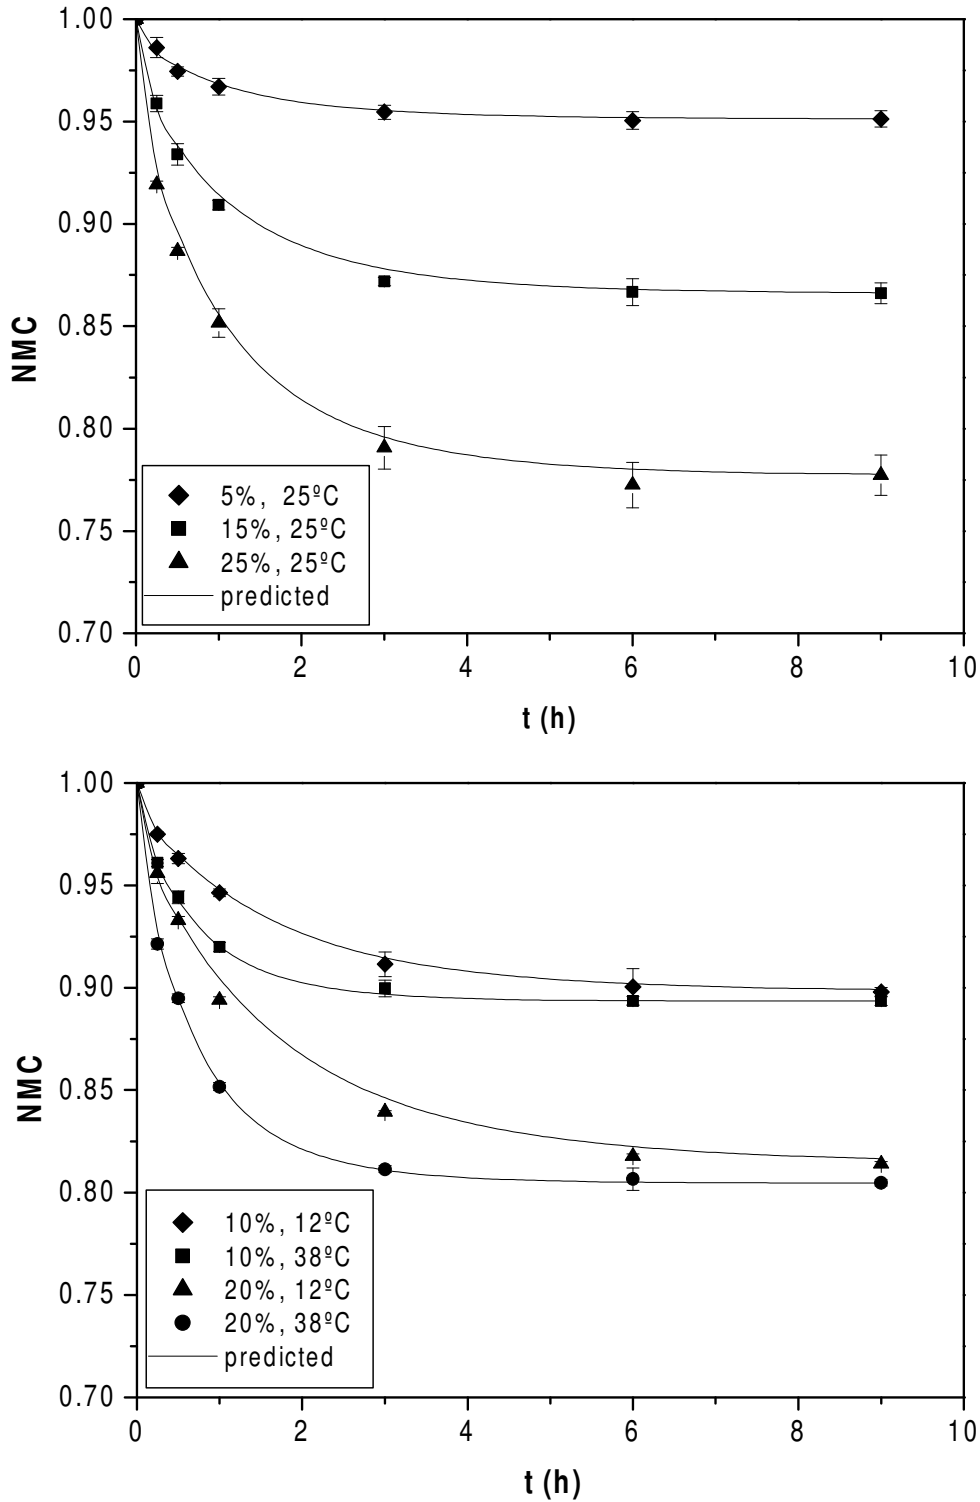 1.00
0.95
0.90
0.85
0.80
0.75
0.70
NMC
5%, 25ºC
15%, 25ºC
25%, 25ºC
predicted
0 2 4 6 8 10
t (h)
1.00
0.95
0.90
0.85
0.80
0.75
0.70
NMC
10%, 12ºC
10%, 38ºC
20%, 12ºC
20%, 38ºC
predicted
0 2 4 6 8 10
t (h)